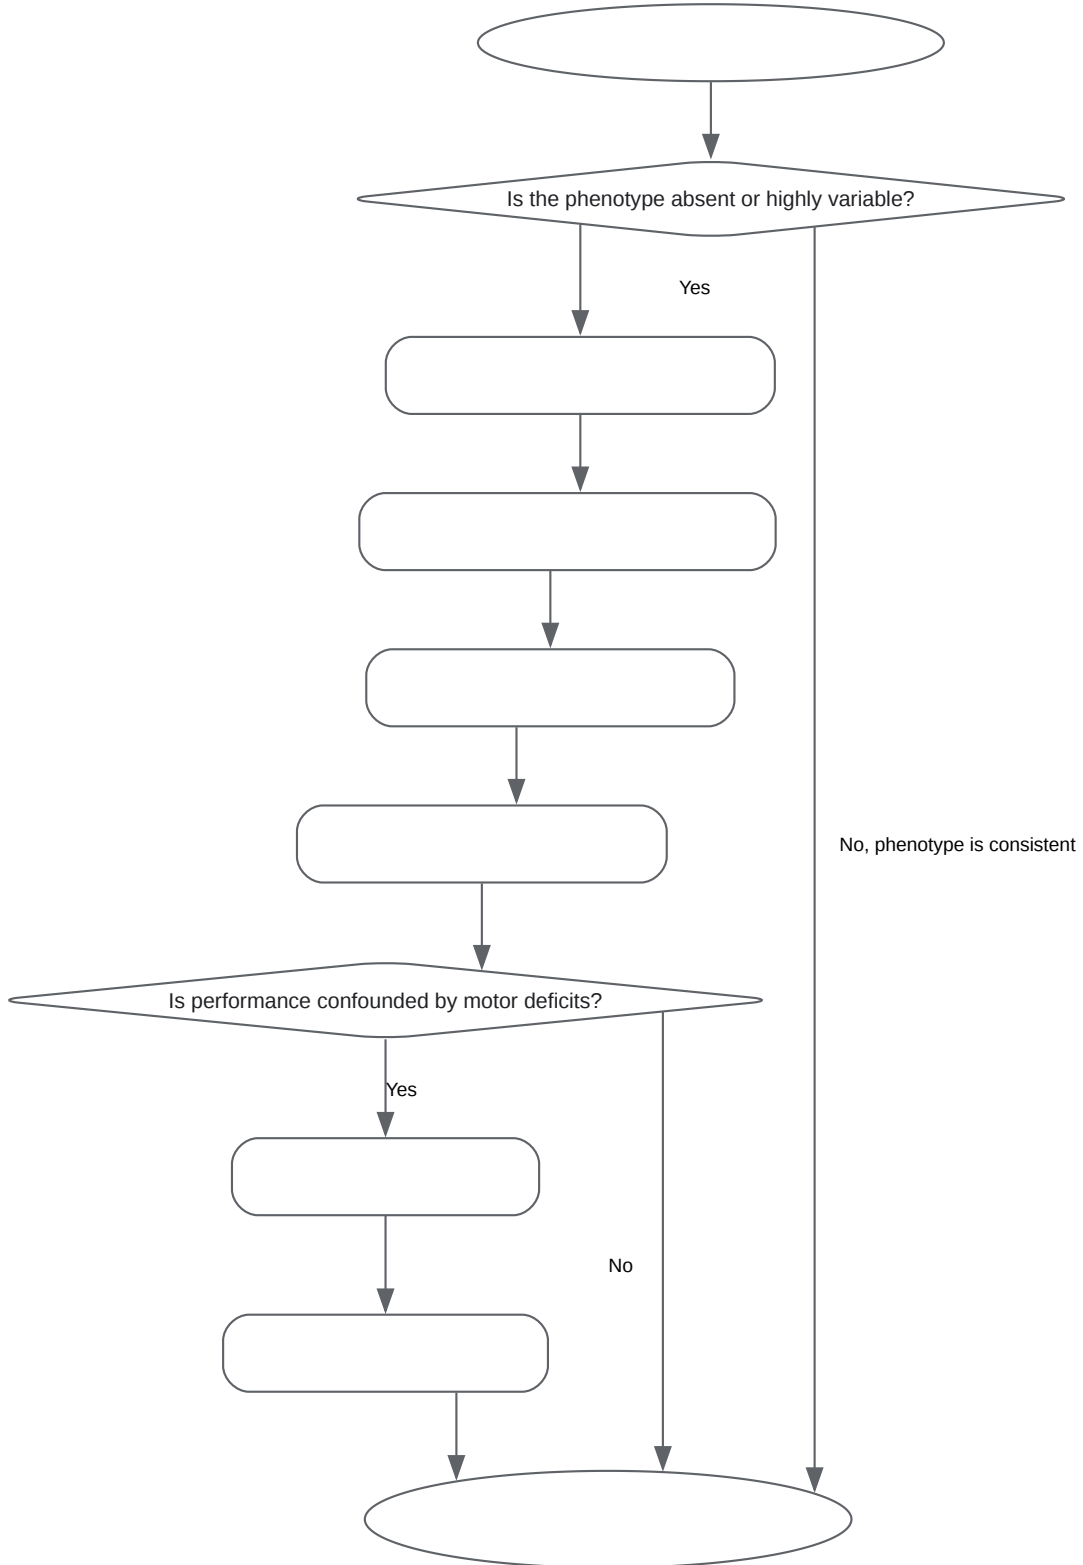 Is the phenotype absent or highly variable?
Yes
No, phenotype is consistent
Is performance confounded by motor deficits?
Yes
No